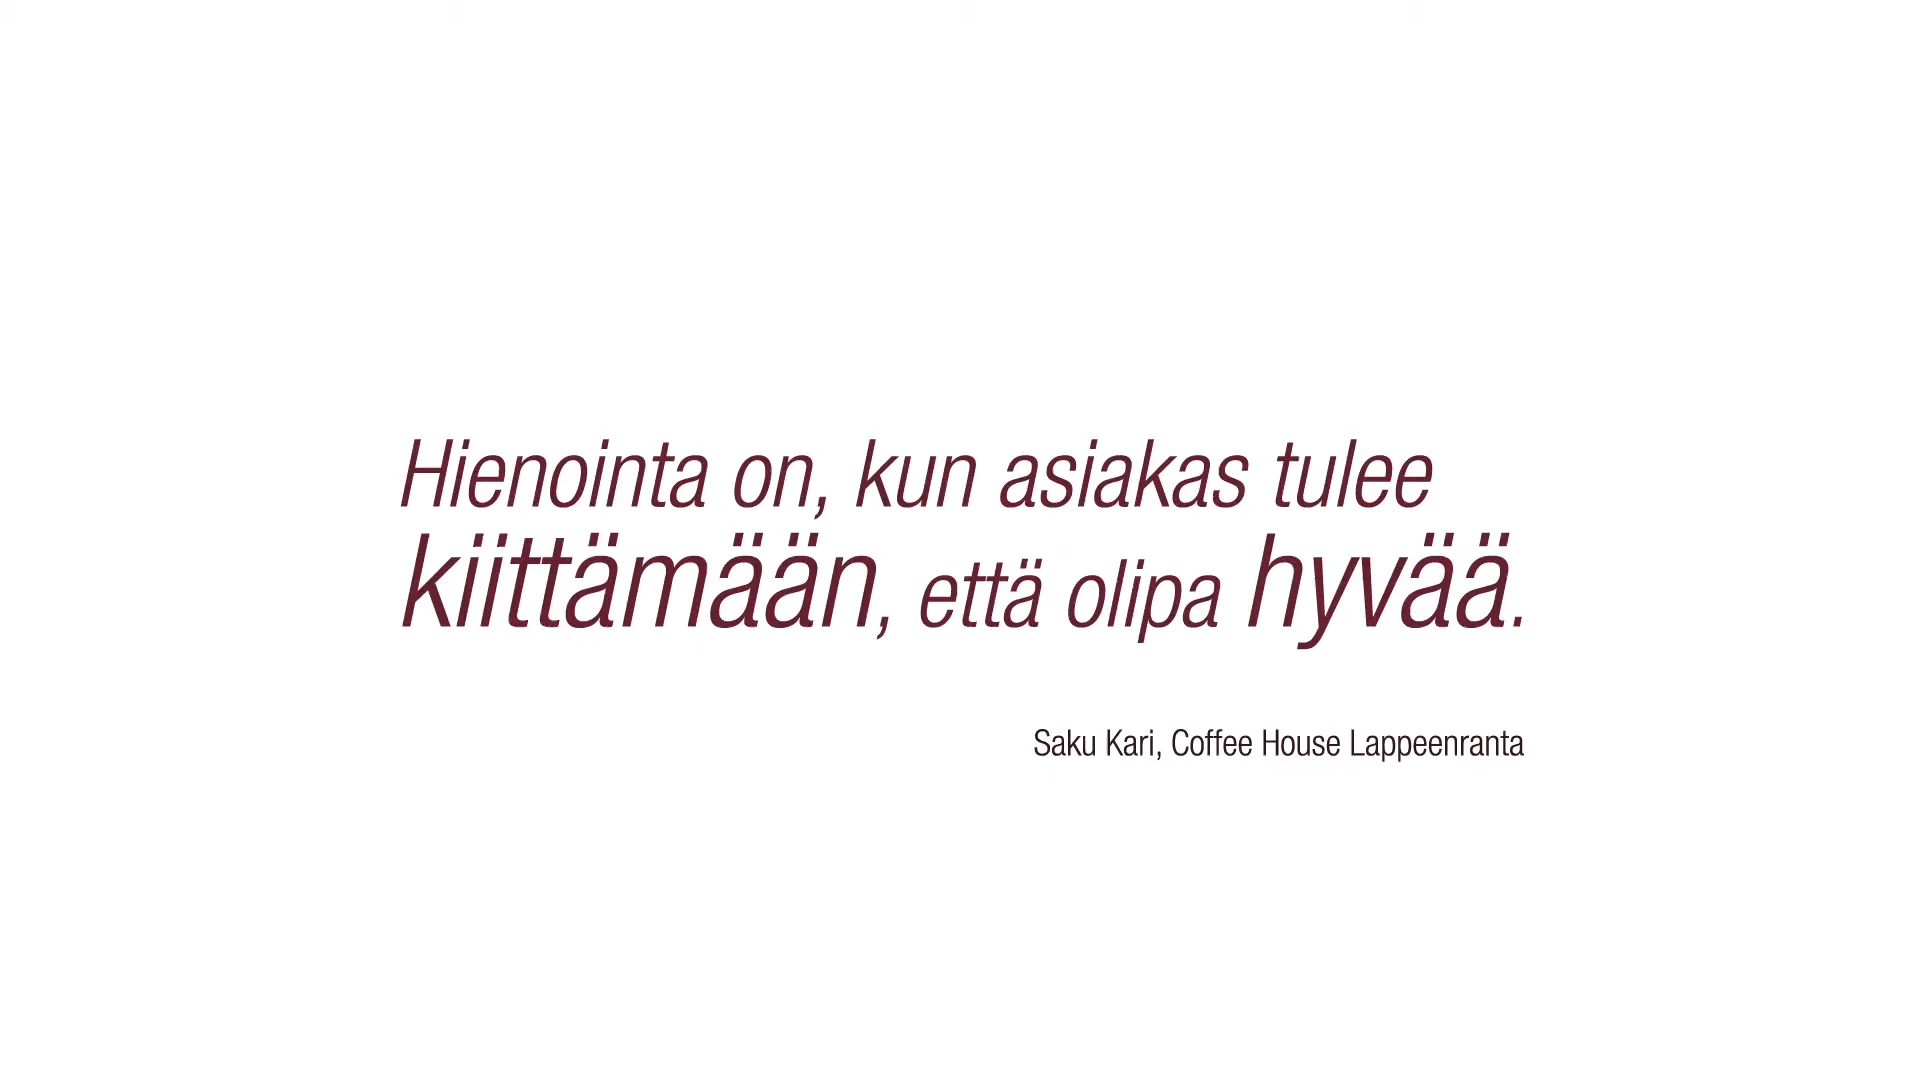 Hienointa on, kun asiakas tulee
kiittämään, että olipa hyvää.
Saku Kari, Coffee House Lappeenranta